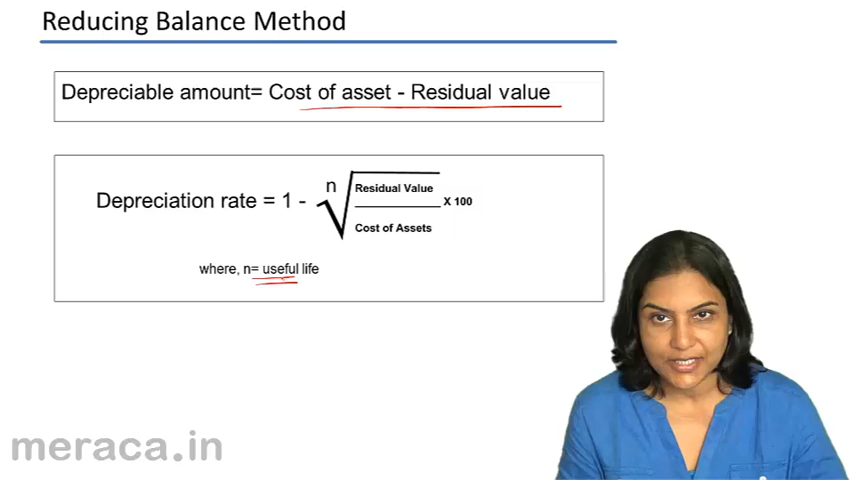 Reducing Balance Method
Depreciable amount= Cost of asset - Residual value
n
Residual Value
Depreciation rate = 1 - √ X 100
Cost of Assets
where, n= useful life
meraca.in